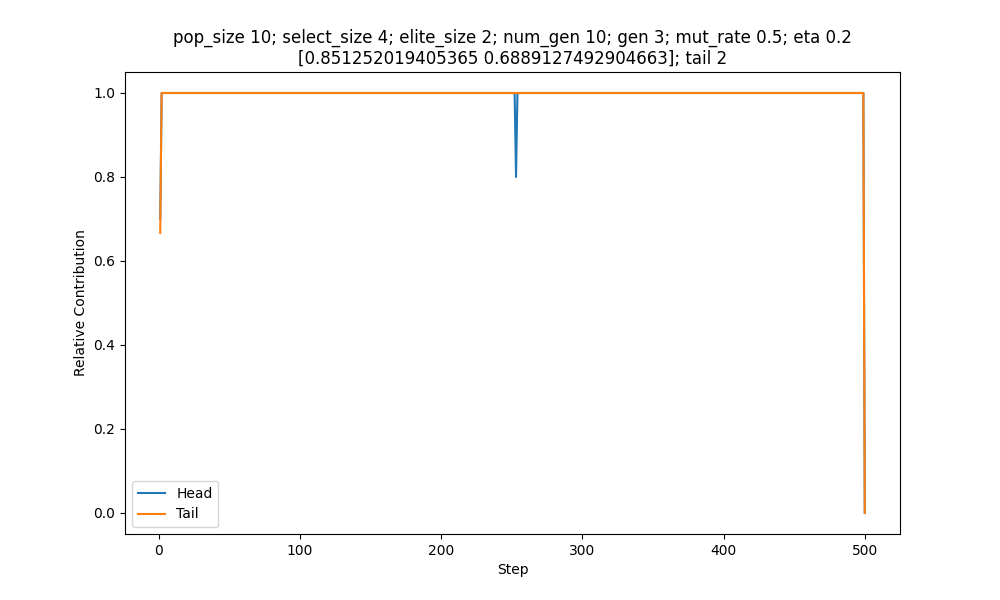 pop_size 10; select_size 4; elite_size 2; num_gen 10; gen 3; mut_rate 0.5; eta 0.2
[0.851252019405365 0.6889127492904663]; tail 2
1.0
0.8
0.6
0.4
0.2
0.0
Relative Contribution
Head
Tail
0
100
200
300
400
500
Step